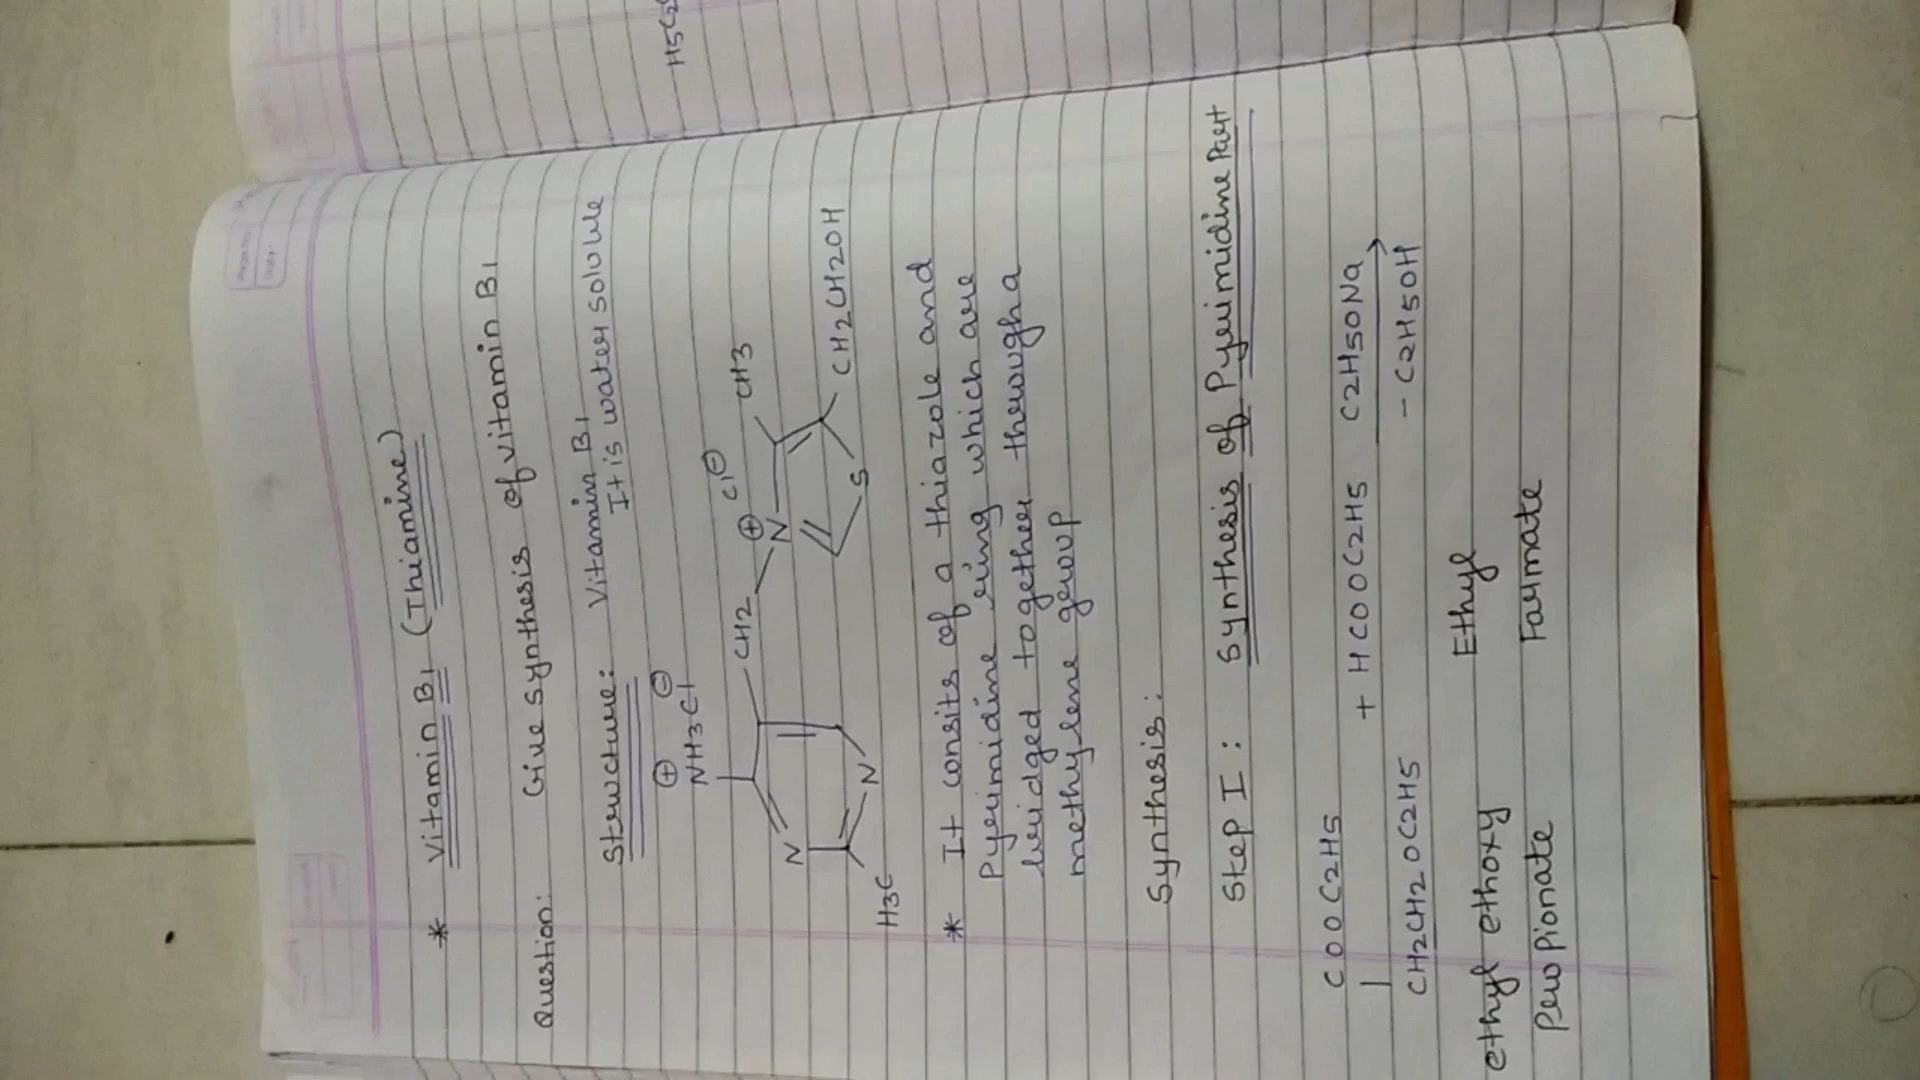 * Vitamin B1 (Thiamine)
Question: Give synthesis of vitamin B1
Structure: Vitamin B1
It is water soluble
⊕ ⊖
NH3Cl
CH2
⊕ Cl⊖
N
CH3
N
N
S
CH2CH2OH
H3C
* It consits of a thiazole and
Pyrimidine ring which are
bridged together through a
methylene group
Synthesis:
Step I: Synthesis of Pyrimidine Part
COOC2H5
| + HCOOC2H5 C2H5ONa →
CH2CH2OC2H5 - C2H5OH
ethyl ethoxy Ethyl
Propionate Formate
H5C2